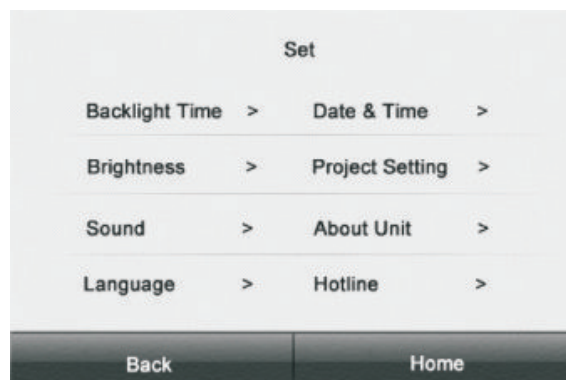 Set
Backlight Time > Date & Time >
Brightness > Project Setting >
Sound > About Unit >
Language > Hotline >
Back Home